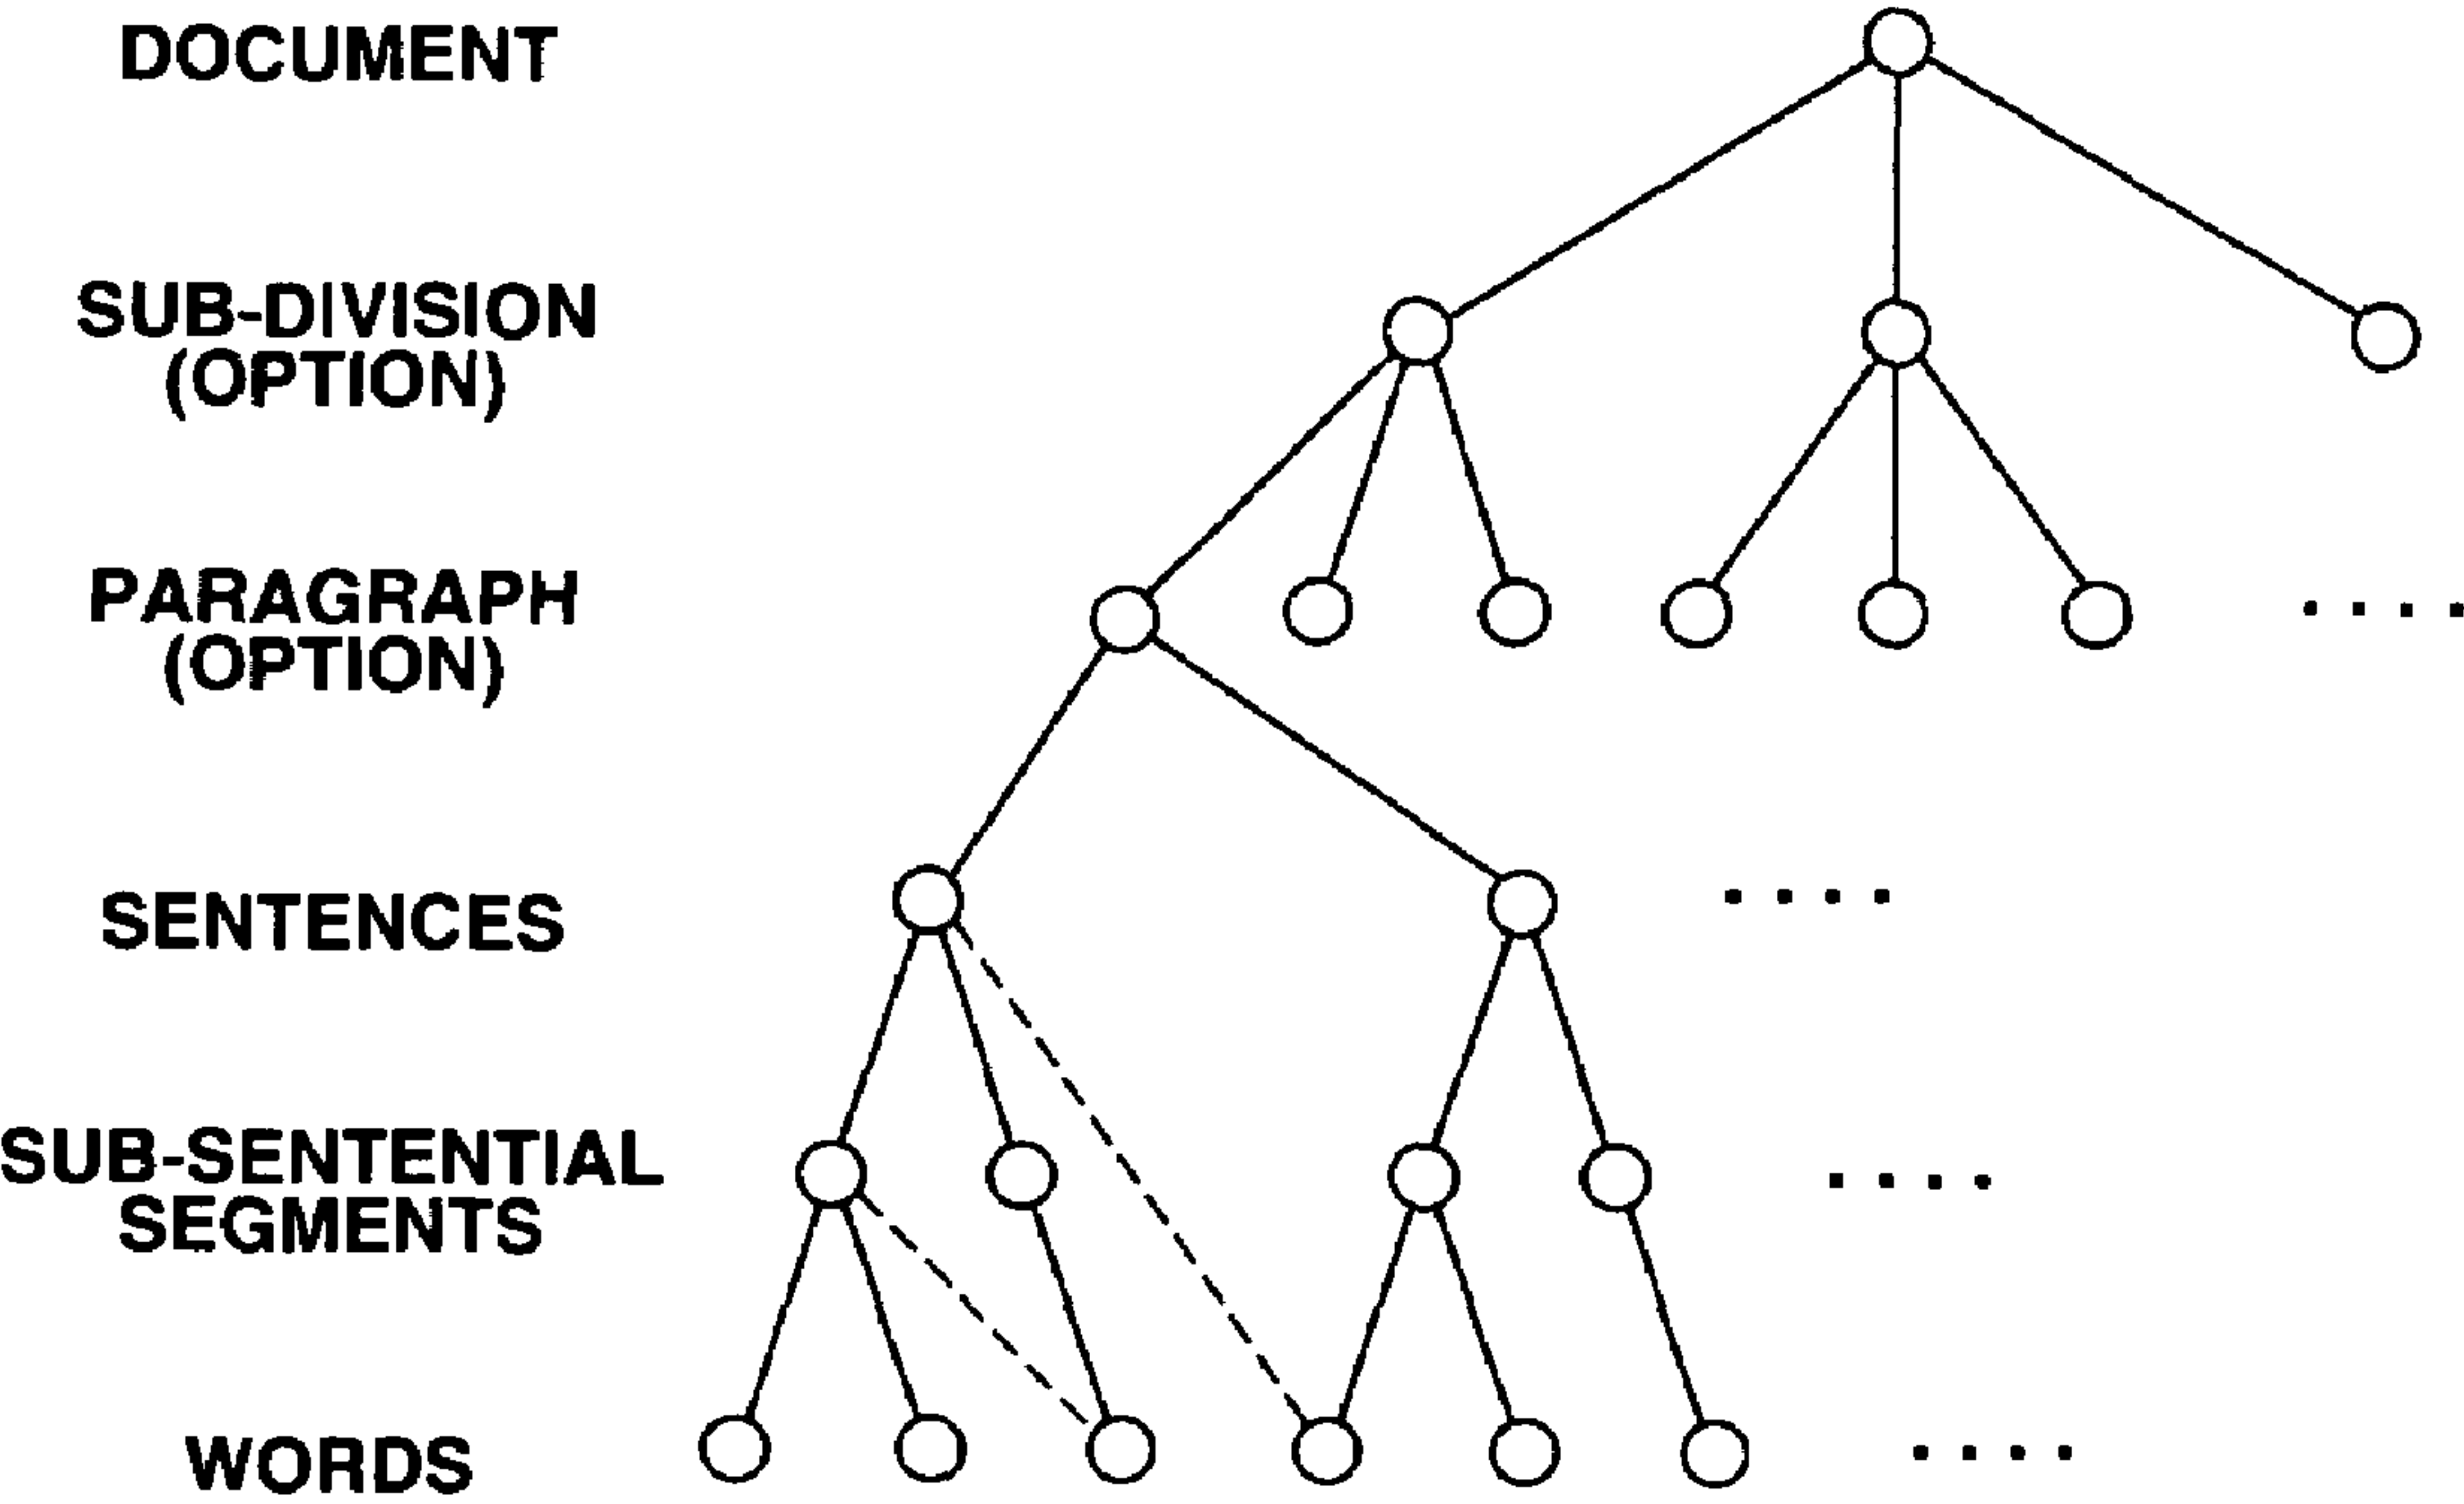 DOCUMENT
SUB-DIVISION
(OPTION)
PARAGRAPH
(OPTION)
. . . .
SENTENCES
. . . .
SUB-SENTENTIAL
SEGMENTS
. . . .
WORDS
. . . .